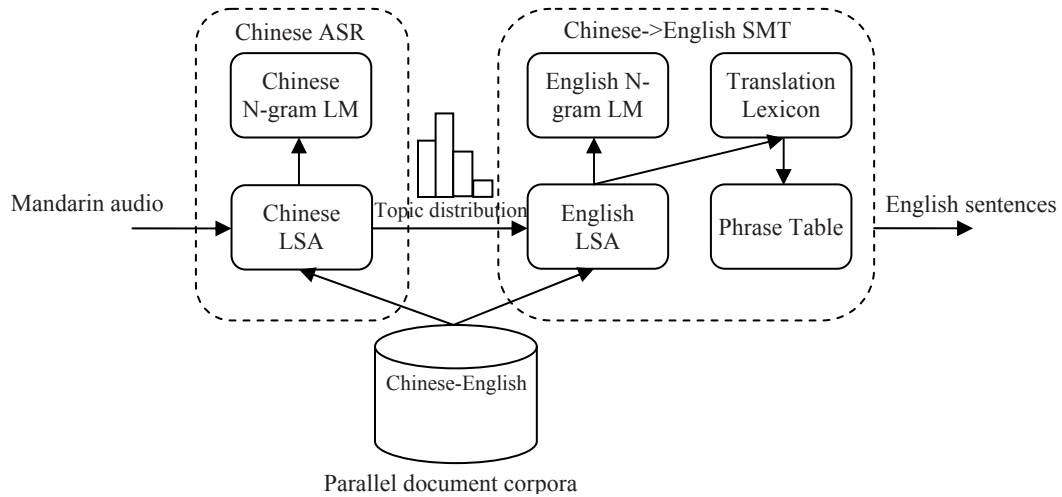 Chinese ASR
Chinese->English SMT
Chinese
N-gram LM
English N-
gram LM
Translation
Lexicon
Mandarin audio
Chinese
LSA
Topic distribution
English
LSA
Phrase Table
English sentences
Chinese-English
Parallel document corpora